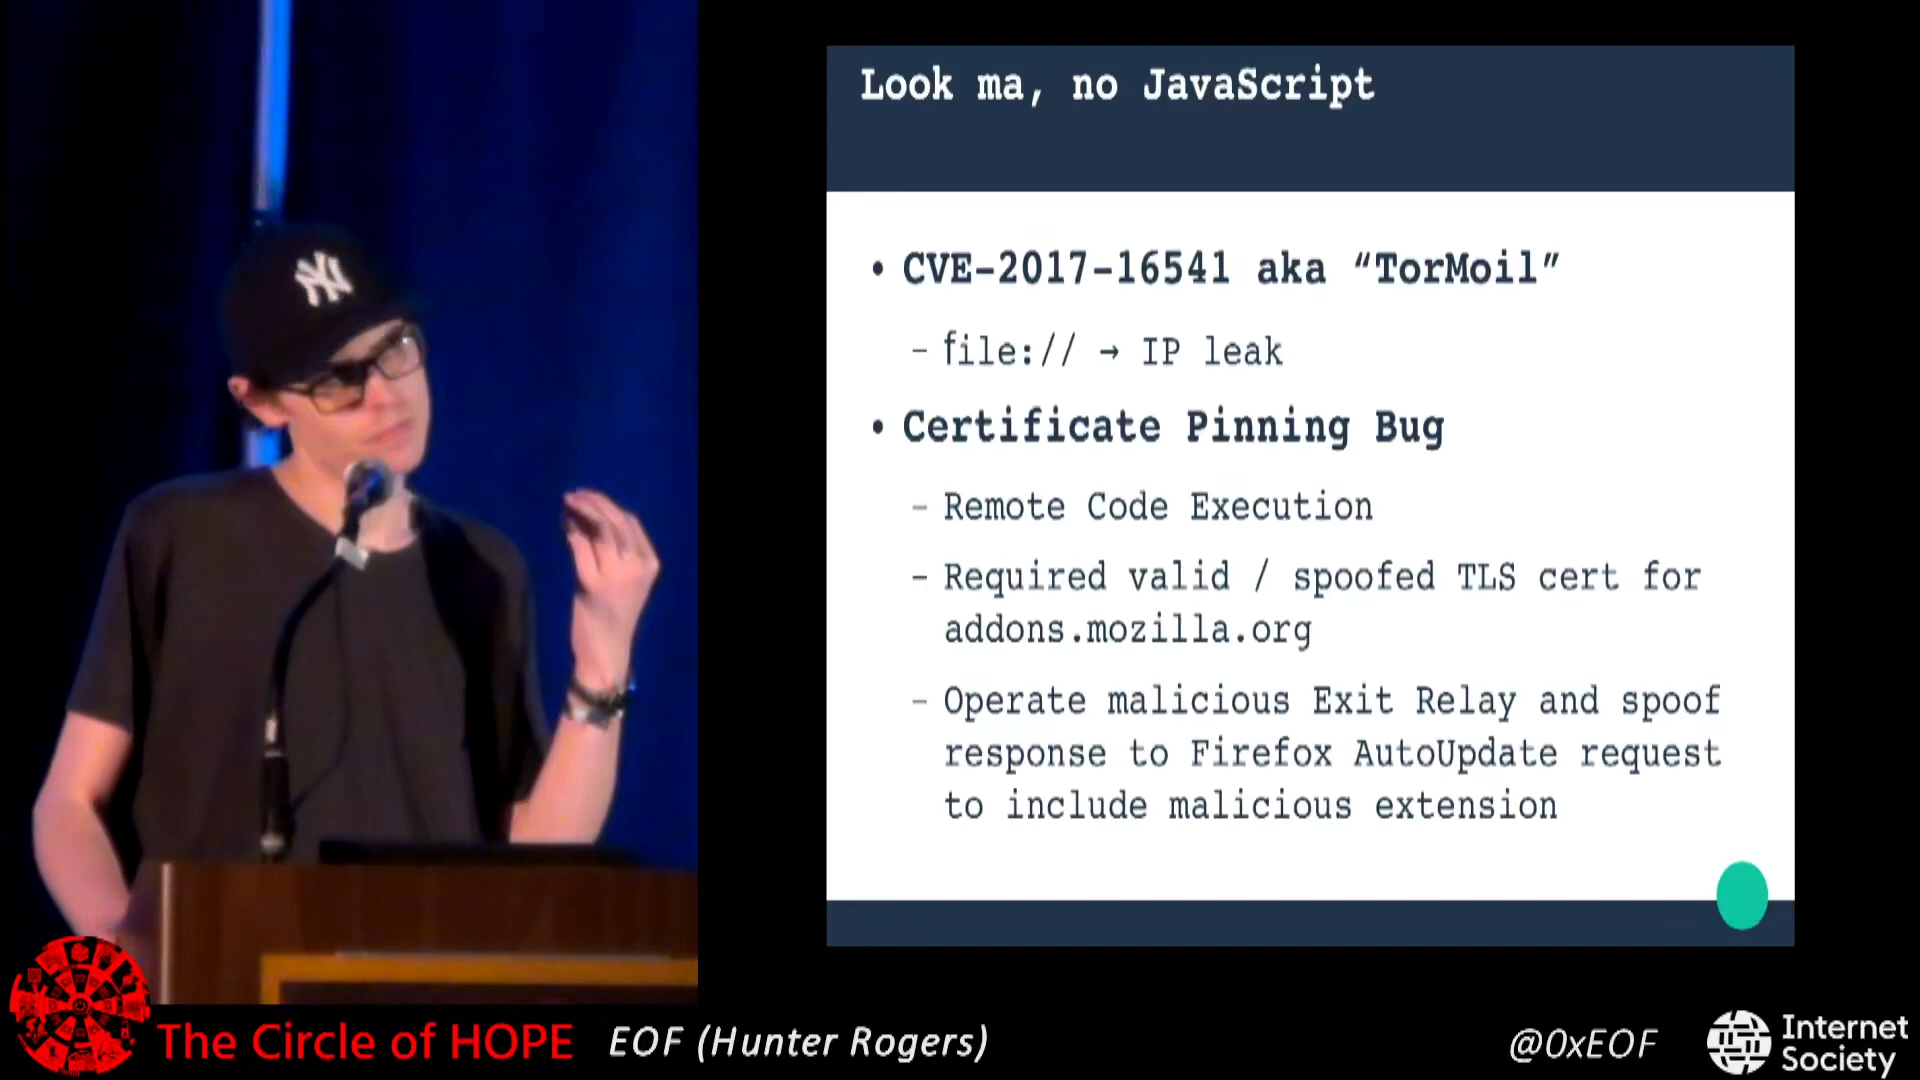 NY
Look ma, no JavaScript
• CVE-2017-16541 aka “TorMoil”
– file:// → IP leak
• Certificate Pinning Bug
– Remote Code Execution
– Required valid / spoofed TLS cert for
addons.mozilla.org
– Operate malicious Exit Relay and spoof
response to Firefox AutoUpdate request
to include malicious extension
The Circle of HOPE
EOF (Hunter Rogers)
@0xEOF
Internet
Society